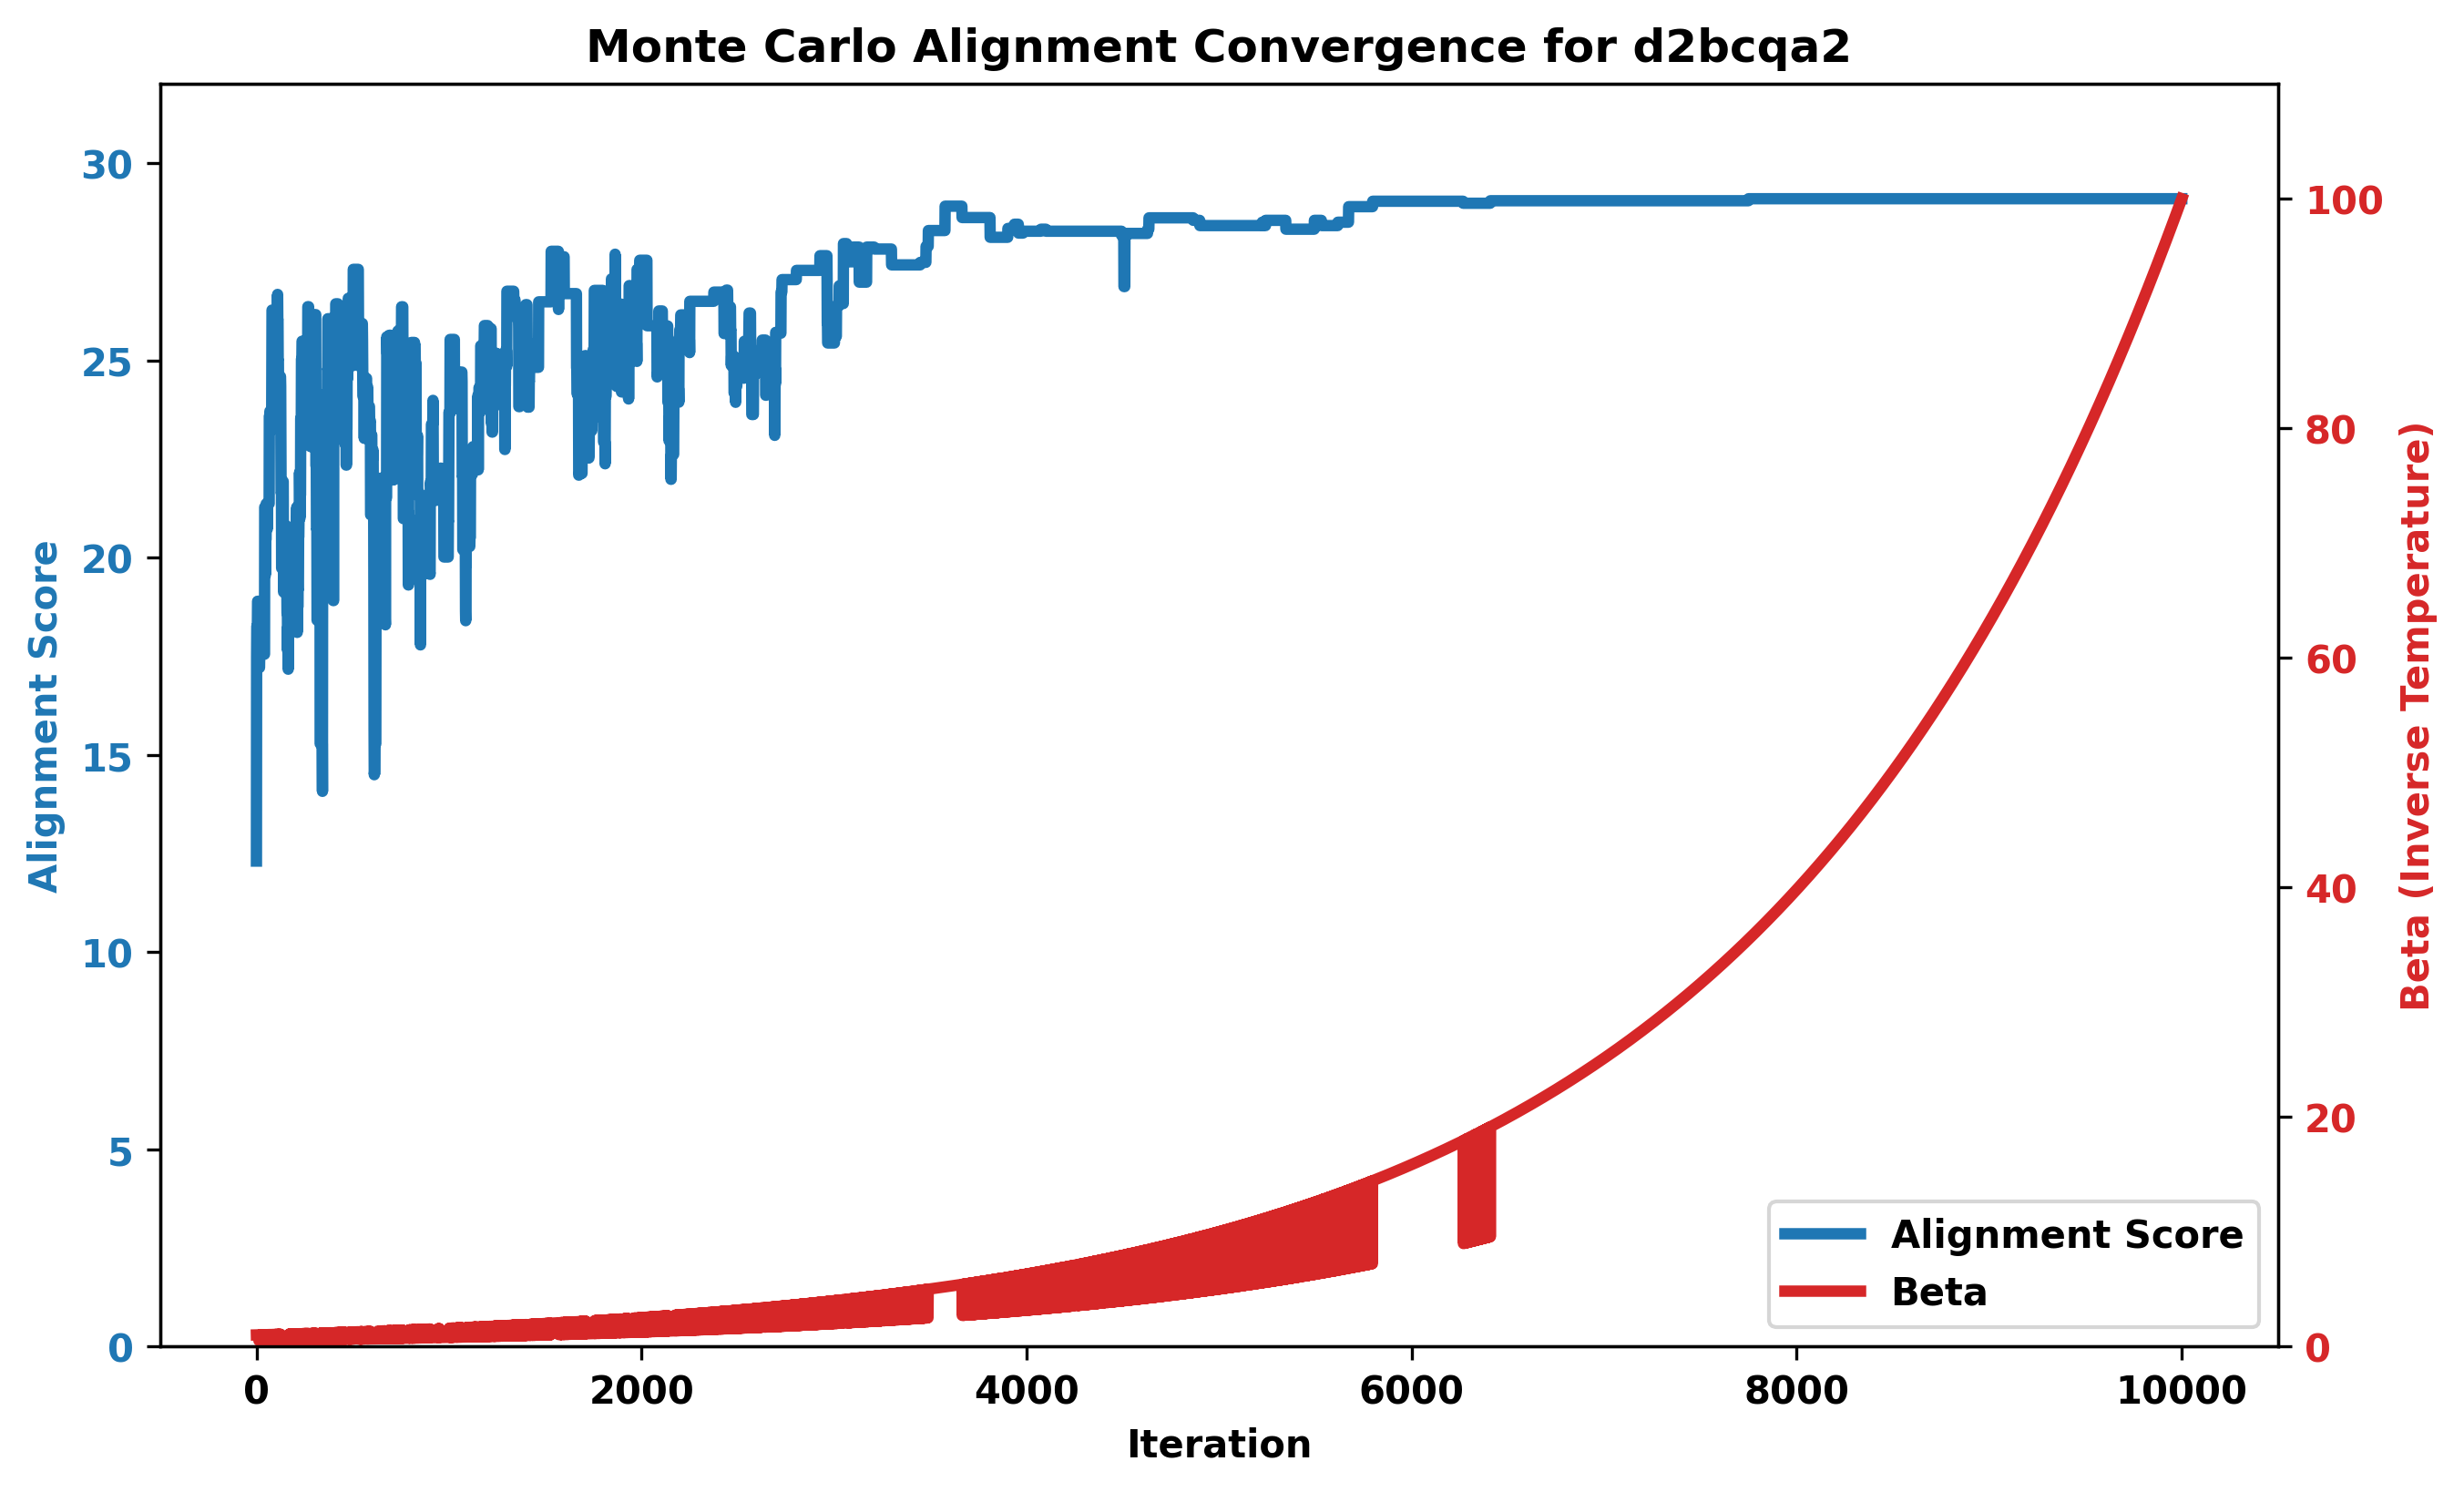 Monte Carlo Alignment Convergence for d2bcqa2
30
25
20
15
10
5
0
Alignment Score
100
80
60
40
20
0
Beta (Inverse Temperature)
Alignment Score
Beta
0 2000 4000 6000 8000 10000
Iteration